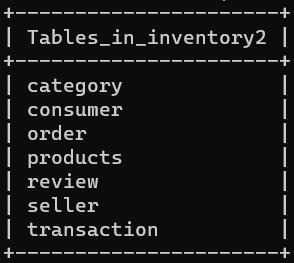 +----------------------+
| Tables_in_inventory2 |
+----------------------+
| category             |
| consumer             |
| order                |
| products             |
| review               |
| seller               |
| transaction          |
+----------------------+